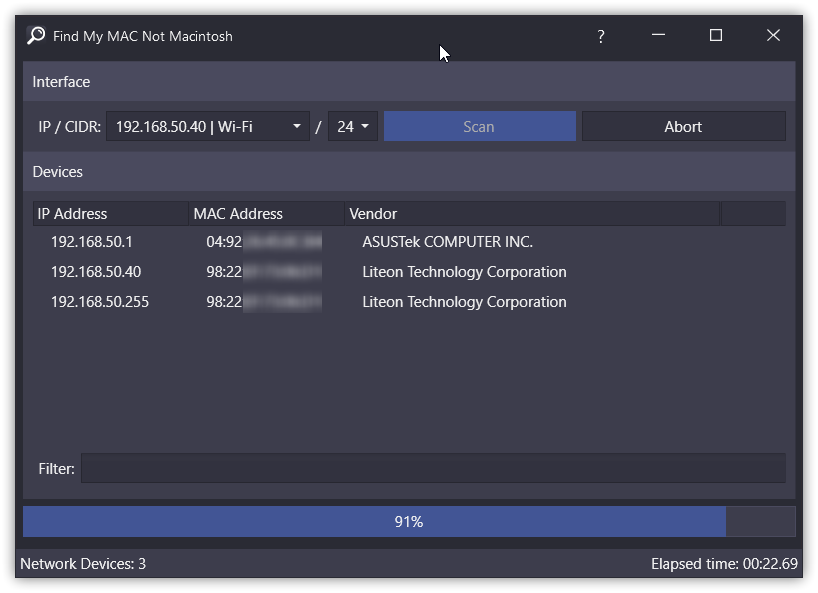 Find My MAC Not Macintosh ?
Interface
IP / CIDR: 192.168.50.40 | Wi-Fi / 24 Scan Abort
Devices
IP Address MAC Address Vendor
192.168.50.1 04:92 ASUSTek COMPUTER INC.
192.168.50.40 98:22 Liteon Technology Corporation
192.168.50.255 98:22 Liteon Technology Corporation
Filter:
91%
Network Devices: 3 Elapsed time: 00:22.69